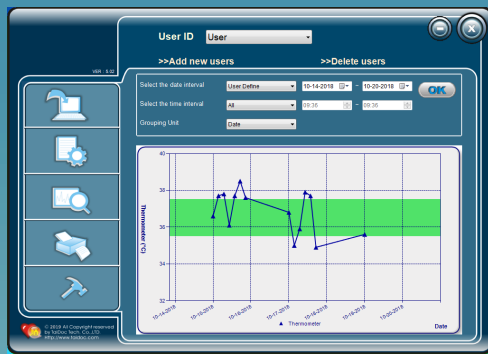 User ID User
>>Add new users >>Delete users
VER : 5.02
Select the date interval User Define 10-14-2018 - 10-20-2018 OK
Select the time interval All 09:36 - 09:36
Grouping Unit Date
40
38
36
34
32
Thermometer (°C)
10-14-2018 10-15-2018 10-16-2018 10-17-2018 10-18-2018 10-19-2018 10-20-2018
Thermometer
Date
© 2019 All Copyright reserved
by TaiDoc Tech. Co.,LTD.
http://www.taidoc.com